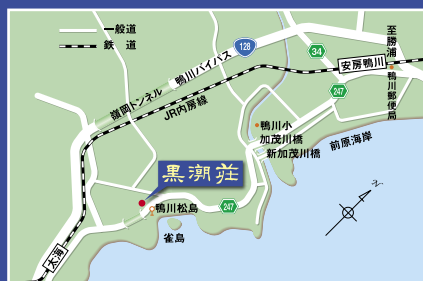 一般道
鉄 道
128
鴨川バイパス
嶺岡トンネル
JR内房線
34
至勝浦
安房鴨川
鴨川郵便局
247
鴨川小
加茂川橋
新加茂川橋
前原海岸
黒潮荘
鴨川松島
247
雀島
太海
N